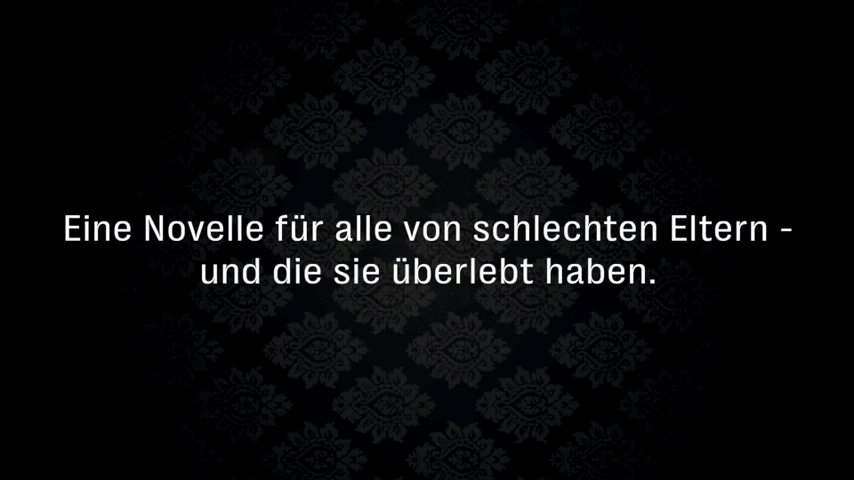 Eine Novelle für alle von schlechten Eltern -
und die sie überlebt haben.